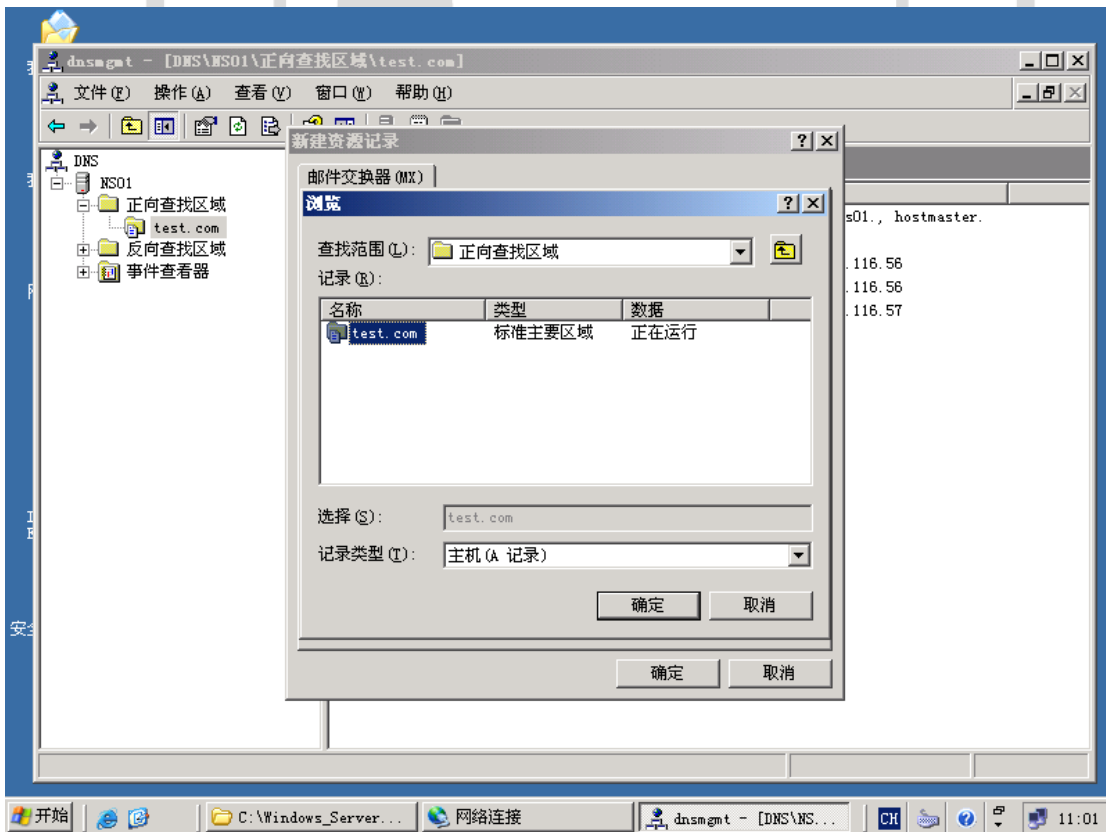 dnsmgmt - [DNS\NS01\正向查找区域\test.com]
文件(F) 操作(A) 查看(V) 窗口(W) 帮助(H)
新建资源记录
DNS
NS01
正向查找区域
test.com
反向查找区域
事件查看器
邮件交换器(MX)
浏览
s01., hostmaster.
查找范围(L): 正向查找区域
.116.56
.116.56
.116.57
记录(R):
名称 类型 数据
test.com 标准主要区域 正在运行
选择(S): test.com
记录类型(T): 主机(A 记录)
确定 取消
确定 取消
开始 C:\Windows_Server... 网络连接 dnsmgmt - [DNS\NS... CH 11:01